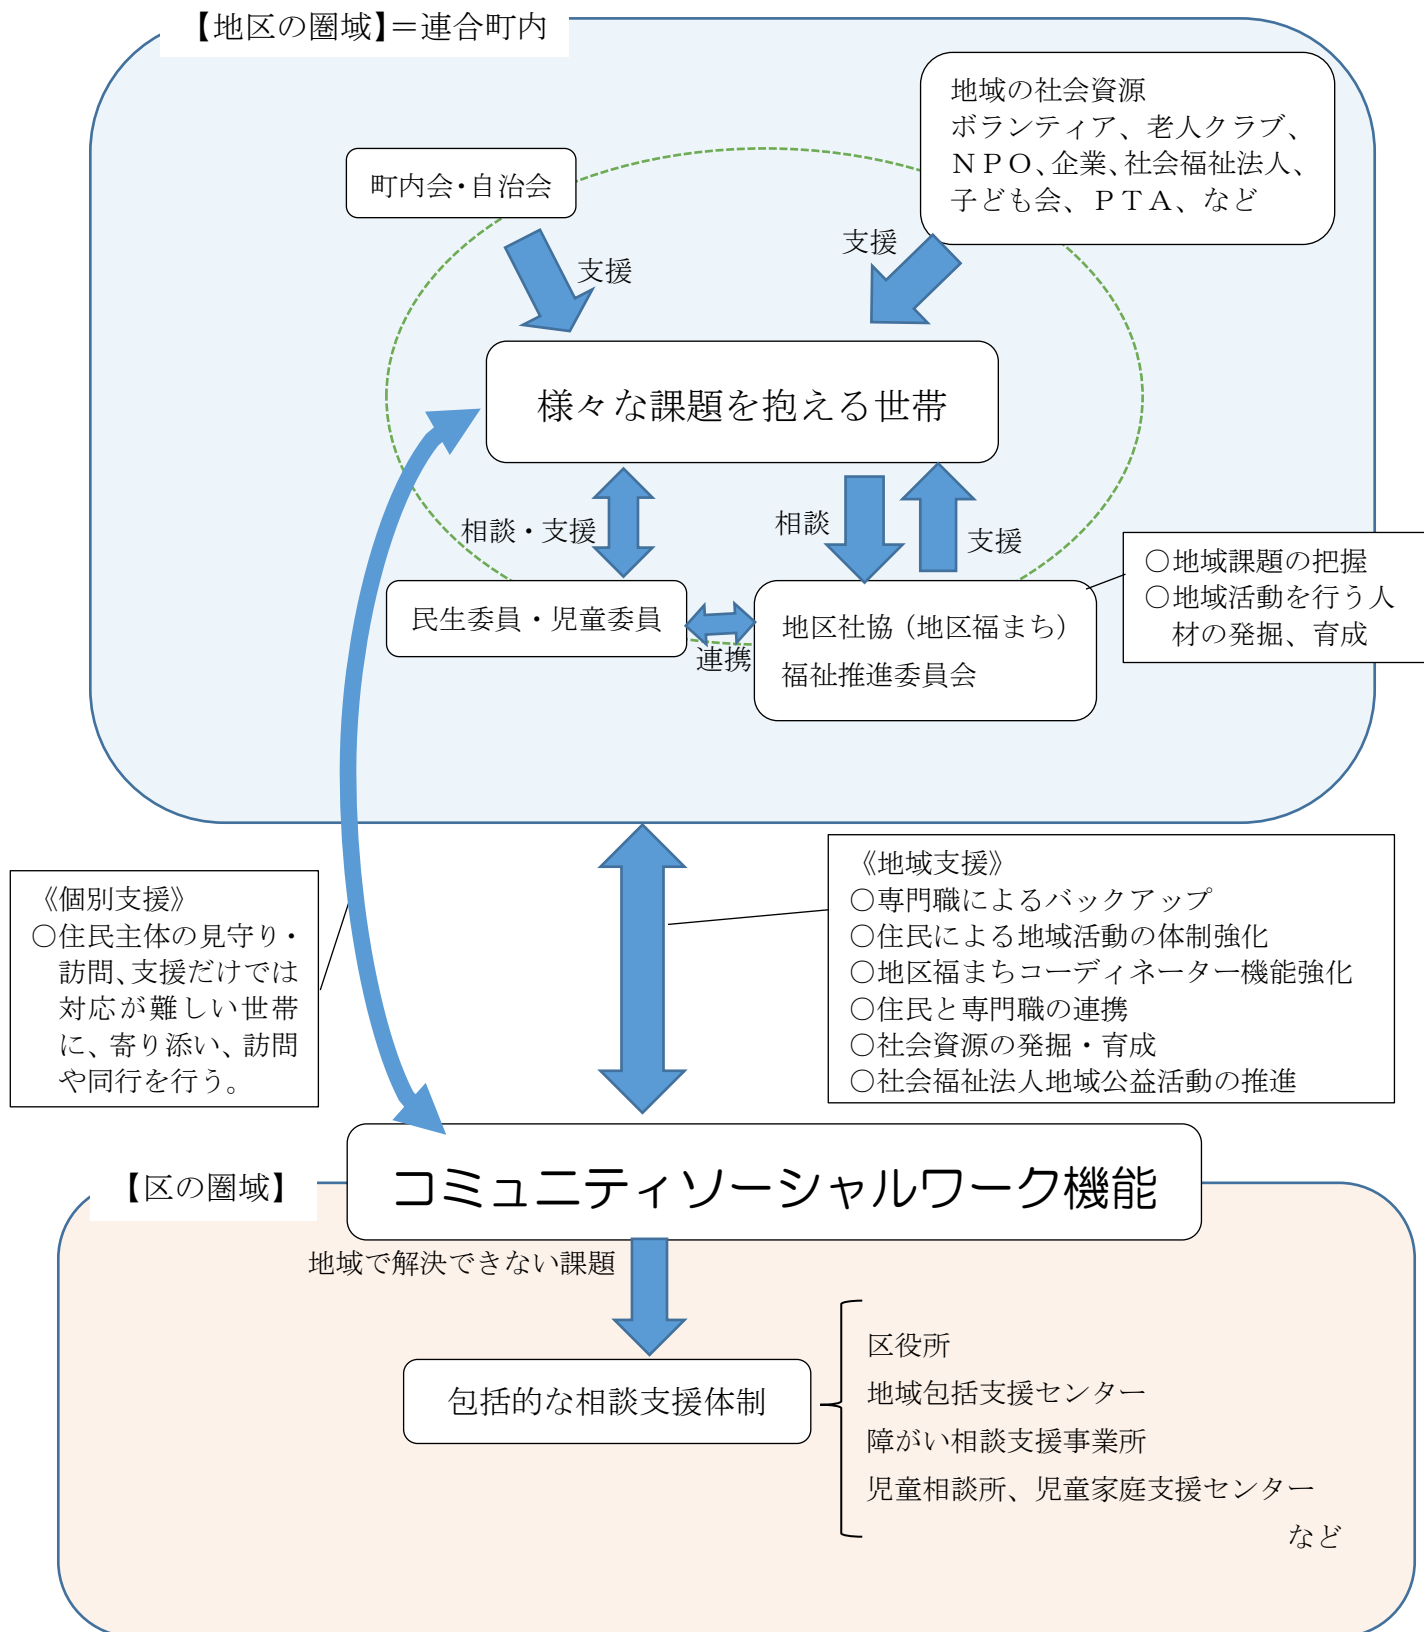 【地区の圏域】＝連合町内
地域の社会資源
ボランティア、老人クラブ、
ＮＰＯ、企業、社会福祉法人、
子ども会、ＰＴＡ、など
町内会・自治会
支援
支援
様々な課題を抱える世帯
相談・支援
相談
支援
○地域課題の把握
○地域活動を行う人
材の発掘、育成
民生委員・児童委員
連携
地区社協（地区福まち）
福祉推進委員会
《個別支援》
○住民主体の見守り・
訪問、支援だけでは
対応が難しい世帯
に、寄り添い、訪問
や同行を行う。
《地域支援》
○専門職によるバックアップ
○住民による地域活動の体制強化
○地区福まちコーディネーター機能強化
○住民と専門職の連携
○社会資源の発掘・育成
○社会福祉法人地域公益活動の推進
【区の圏域】
コミュニティソーシャルワーク機能
地域で解決できない課題
包括的な相談支援体制
区役所
地域包括支援センター
障がい相談支援事業所
児童相談所、児童家庭支援センター
など